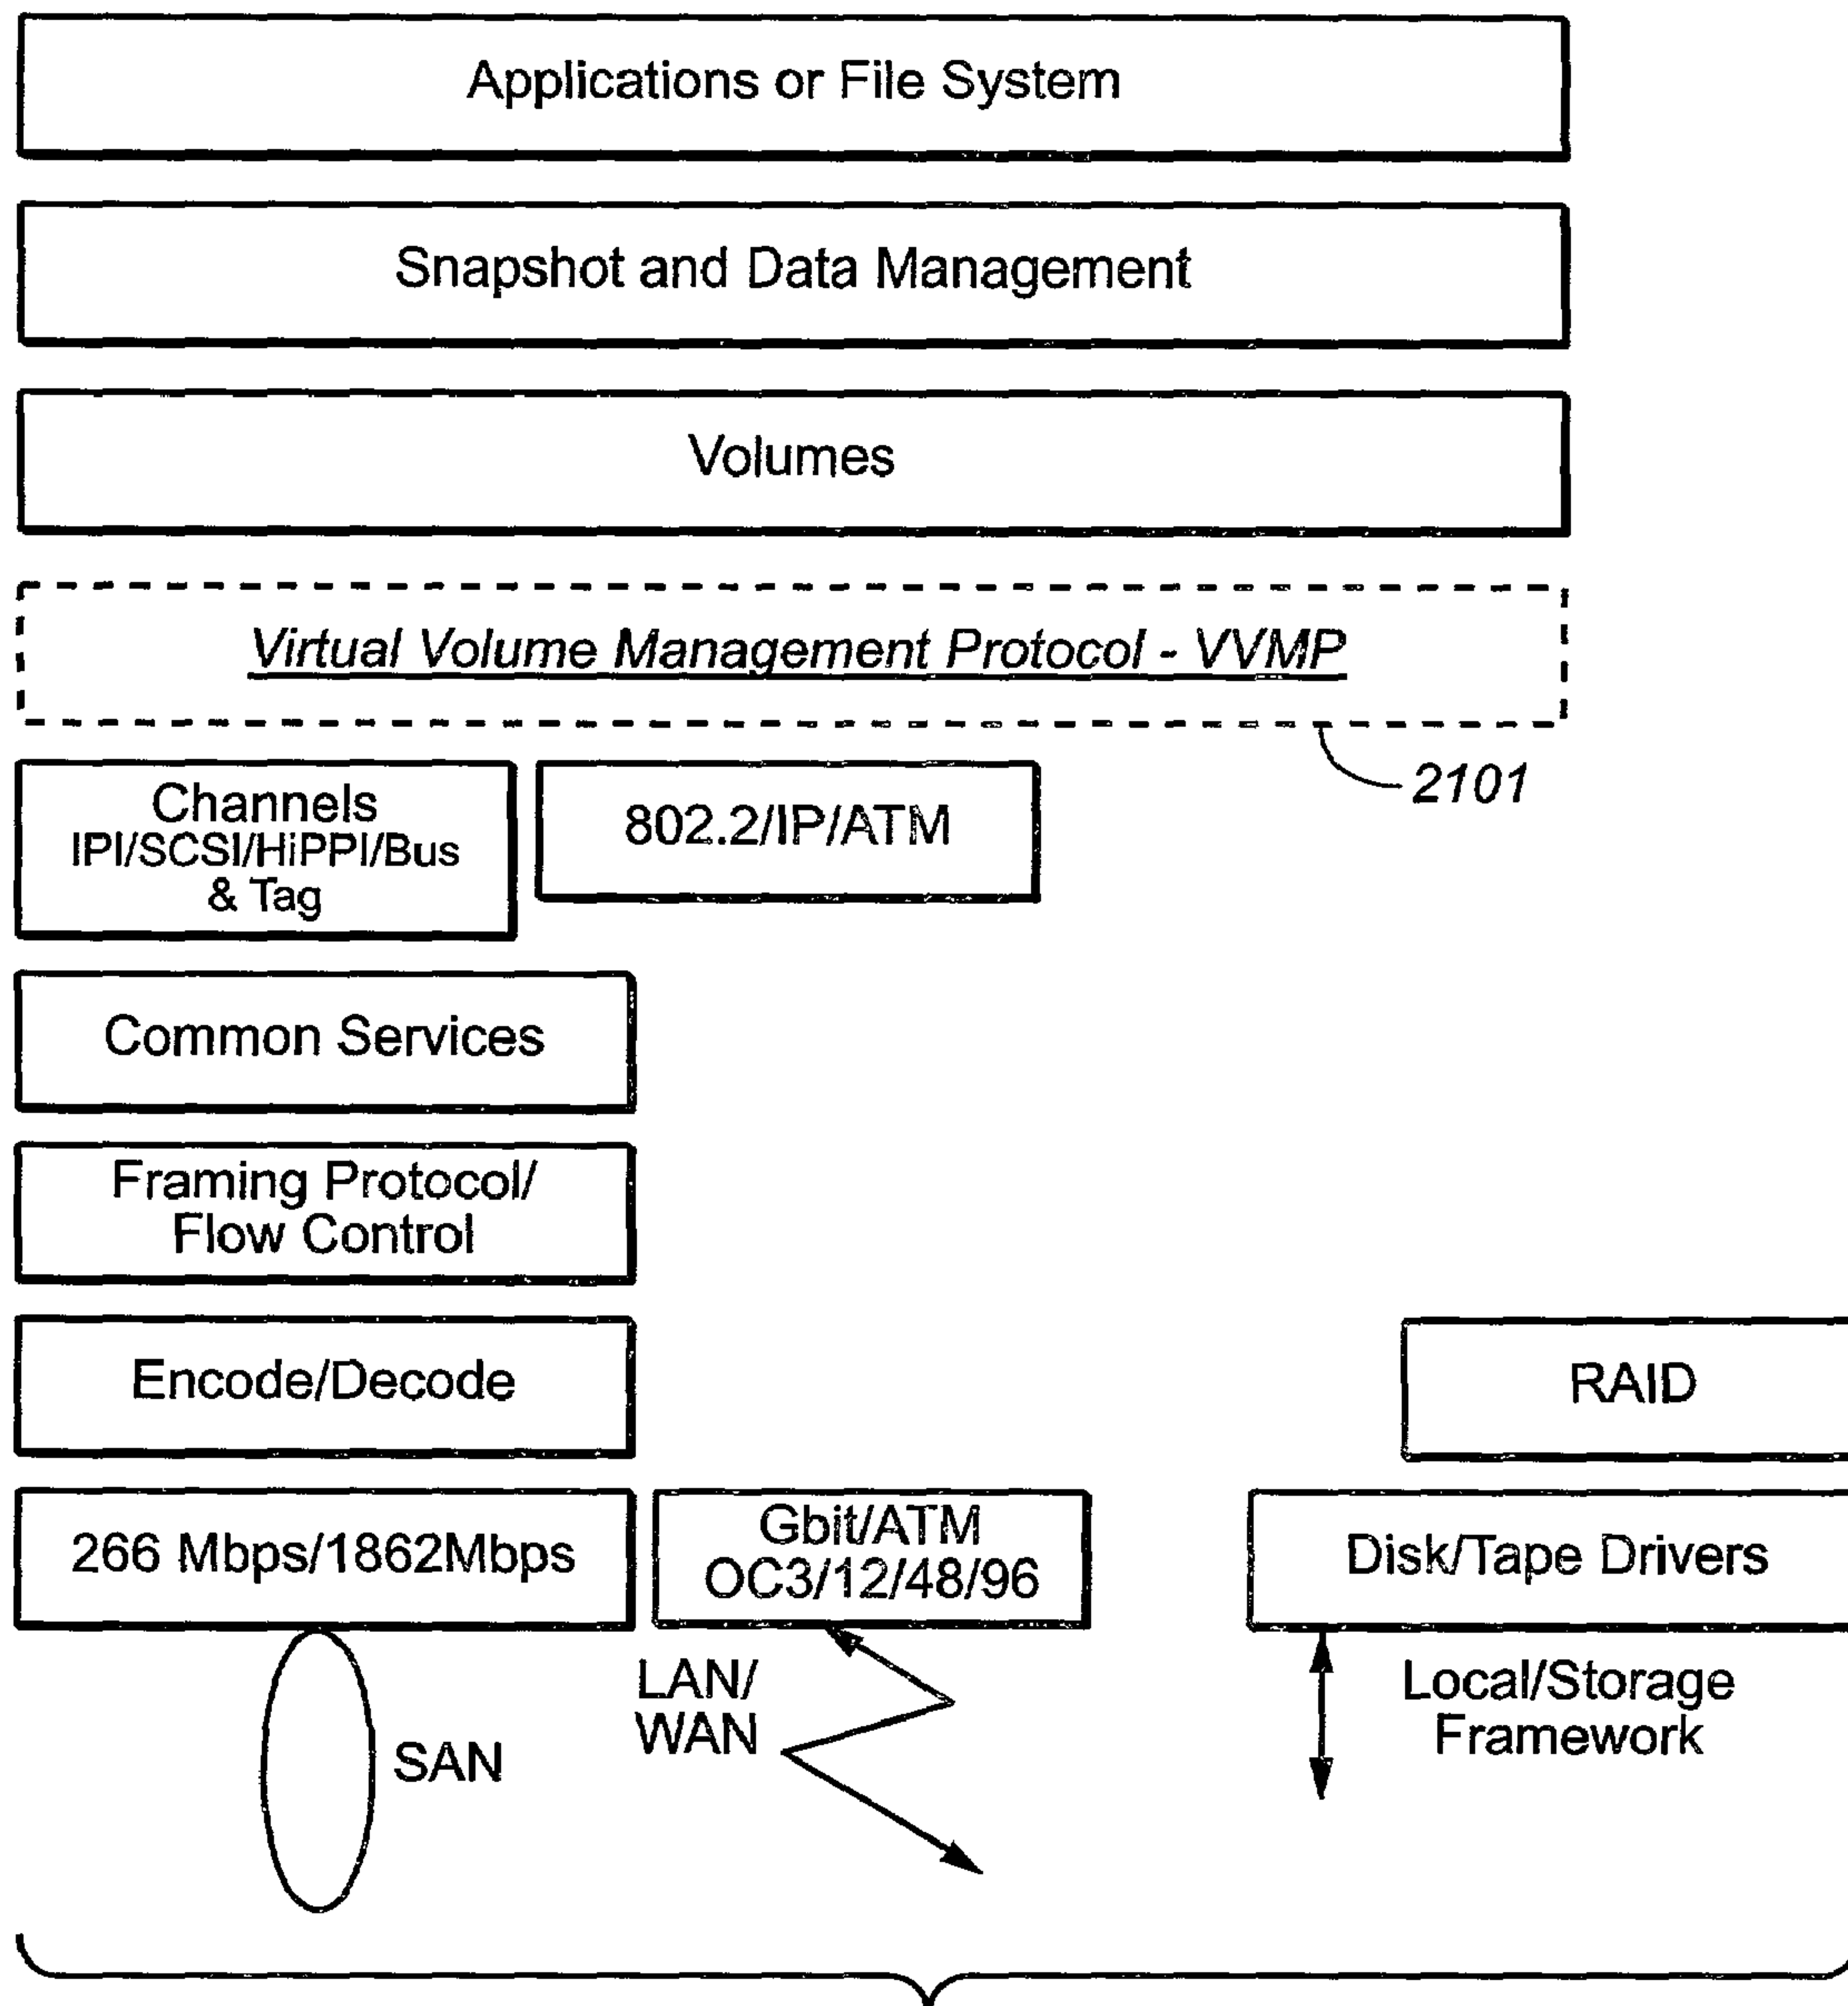 Applications or File System
Snapshot and Data Management
Volumes
Virtual Volume Management Protocol - VVMP
2101
Channels
IPI/SCSI/HiPPI/Bus
& Tag
802.2/IP/ATM
Common Services
Framing Protocol/
Flow Control
Encode/Decode
RAID
266 Mbps/1862Mbps
Gbit/ATM
OC3/12/48/96
Disk/Tape Drivers
SAN
LAN/
WAN
Local/Storage
Framework